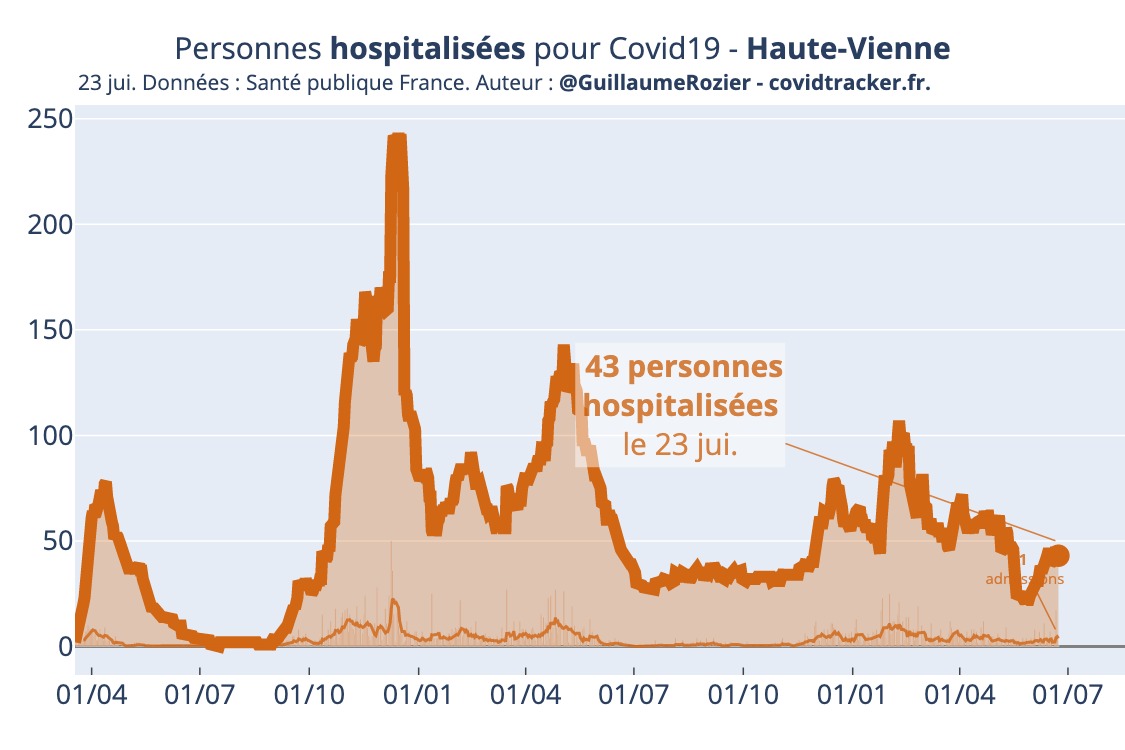 Personnes hospitalisées pour Covid19 - Haute-Vienne
23 jui. Données : Santé publique France. Auteur : @GuillaumeRozier - covidtracker.fr.
250
200
150
100
50
0
43 personnes
hospitalisées
le 23 jui.
1
admissions
01/04 01/07 01/10 01/01 01/04 01/07 01/10 01/01 01/04 01/07